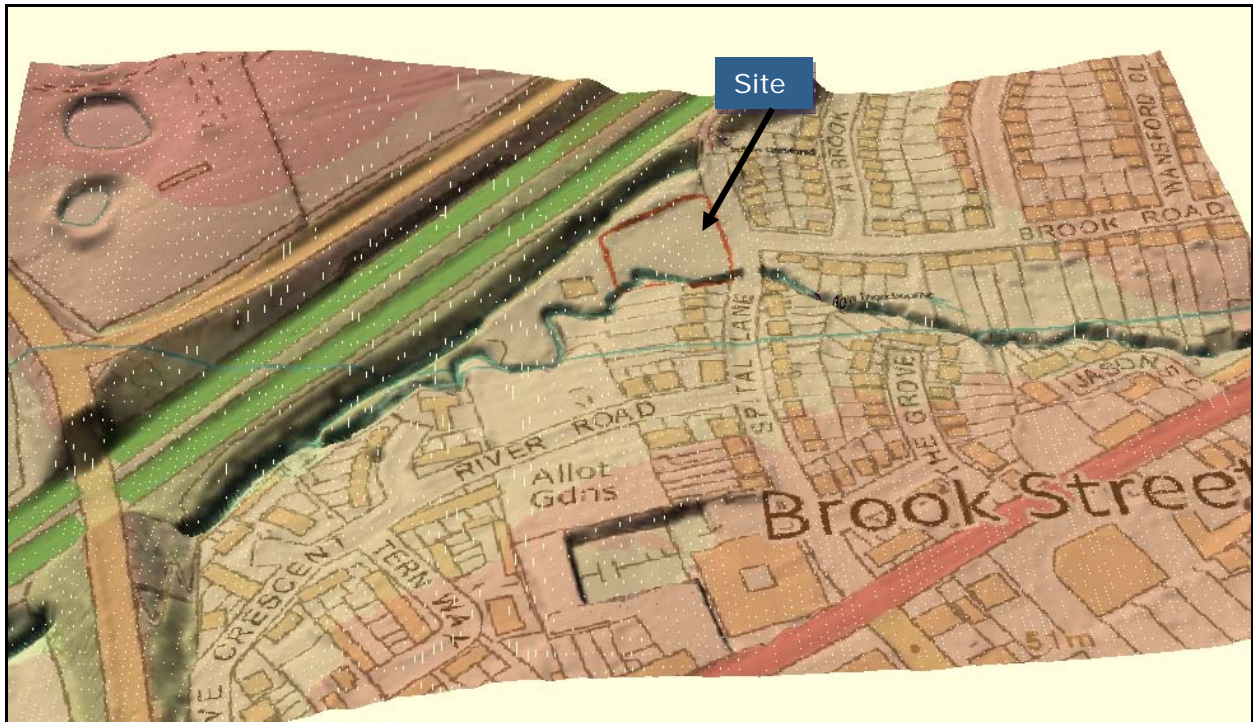 Site
TALBROOK
WANSFORD CL
BROOK ROAD
SPITAL LANE
THE GROVE
JASON
RIVER ROAD
Allot
Gdns
Brook Street
TERN WAY
CRESCENT
51m